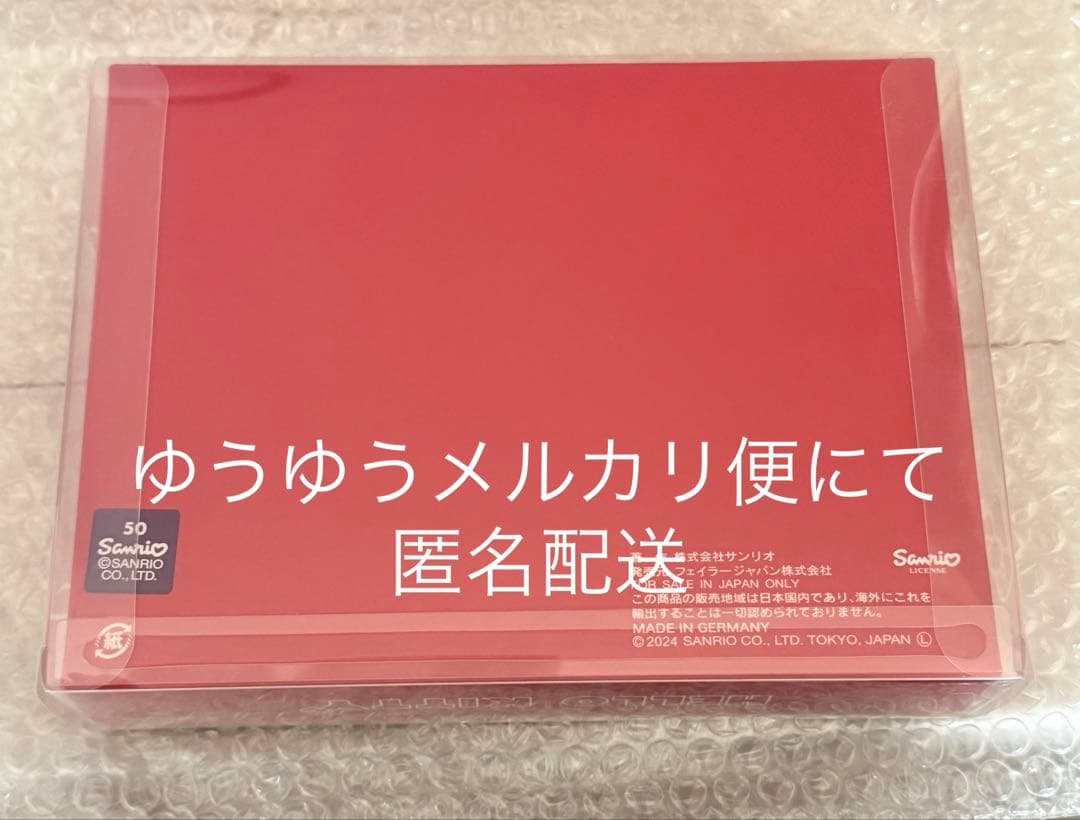 ゆうゆうメルカリ便にて
匿名配送
50
Sanrio
©SANRIO
CO., LTD.
紙
株式会社サンリオ
発売元 フェイラージャパン株式会社
FOR SALE IN JAPAN ONLY
この商品の販売地域は日本国内であり、海外にこれを
輸出することは一切認められておりません。
MADE IN GERMANY
©2024 SANRIO CO., LTD. TOKYO, JAPAN Ⓛ
Sanrio
LICENSE
HELLO KITTY